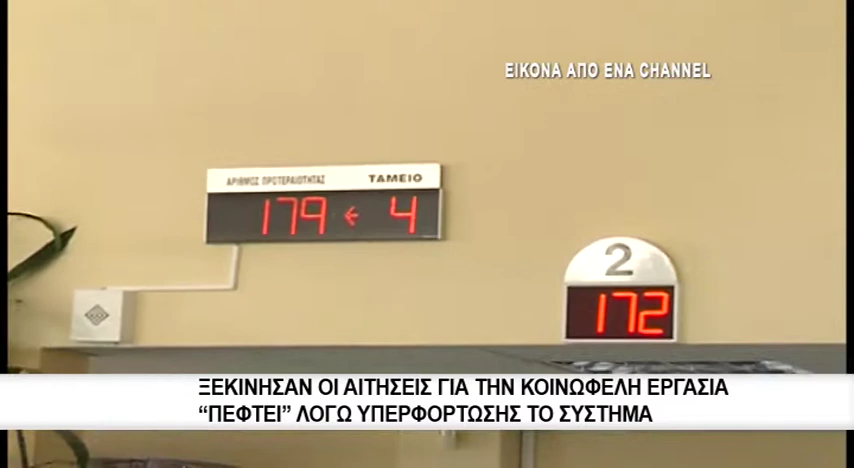 ΕΙΚΟΝΑ ΑΠΟ ΕΝΑ CHANNEL
ΑΡΙΘΜΟΣ ΠΡΟΤΕΡΑΙΟΤΗΤΑΣ ΤΑΜΕΙΟ
179 ← 4
2
172
ΞΕΚΙΝΗΣΑΝ ΟΙ ΑΙΤΗΣΕΙΣ ΓΙΑ ΤΗΝ ΚΟΙΝΩΦΕΛΗ ΕΡΓΑΣΙΑ
“ΠΕΦΤΕΙ” ΛΟΓΩ ΥΠΕΡΦΟΡΤΩΣΗΣ ΤΟ ΣΥΣΤΗΜΑ